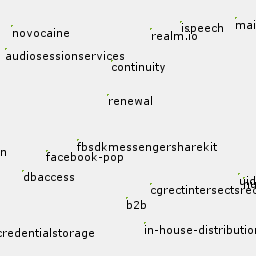 mai
ispeech
novocaine
realm.io
audiosessionservices
continuity
renewal
fbsdkmessengersharekit
n
facebook-pop
dbaccess
uid
cgrectintersectsrec
b2b
in-house-distribution
credentialstorage